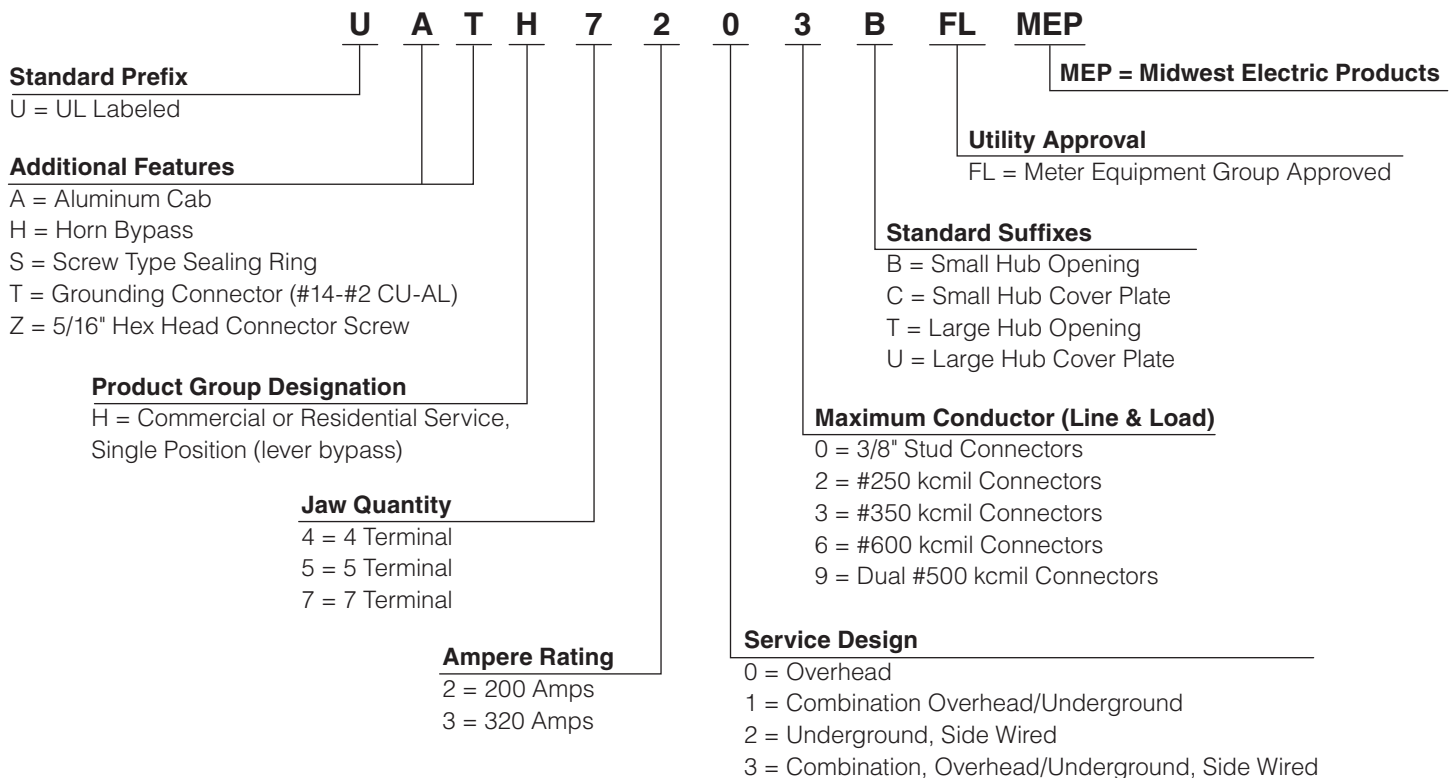 U A T H 7 2 0 3 B FL MEP
Standard Prefix
U = UL Labeled
MEP = Midwest Electric Products
Utility Approval
FL = Meter Equipment Group Approved
Additional Features
A = Aluminum Cab
H = Horn Bypass
S = Screw Type Sealing Ring
T = Grounding Connector (#14-#2 CU-AL)
Z = 5/16" Hex Head Connector Screw
Standard Suffixes
B = Small Hub Opening
C = Small Hub Cover Plate
T = Large Hub Opening
U = Large Hub Cover Plate
Product Group Designation
H = Commercial or Residential Service,
Single Position (lever bypass)
Maximum Conductor (Line & Load)
0 = 3/8" Stud Connectors
2 = #250 kcmil Connectors
3 = #350 kcmil Connectors
6 = #600 kcmil Connectors
9 = Dual #500 kcmil Connectors
Jaw Quantity
4 = 4 Terminal
5 = 5 Terminal
7 = 7 Terminal
Ampere Rating
2 = 200 Amps
3 = 320 Amps
Service Design
0 = Overhead
1 = Combination Overhead/Underground
2 = Underground, Side Wired
3 = Combination, Overhead/Underground, Side Wired